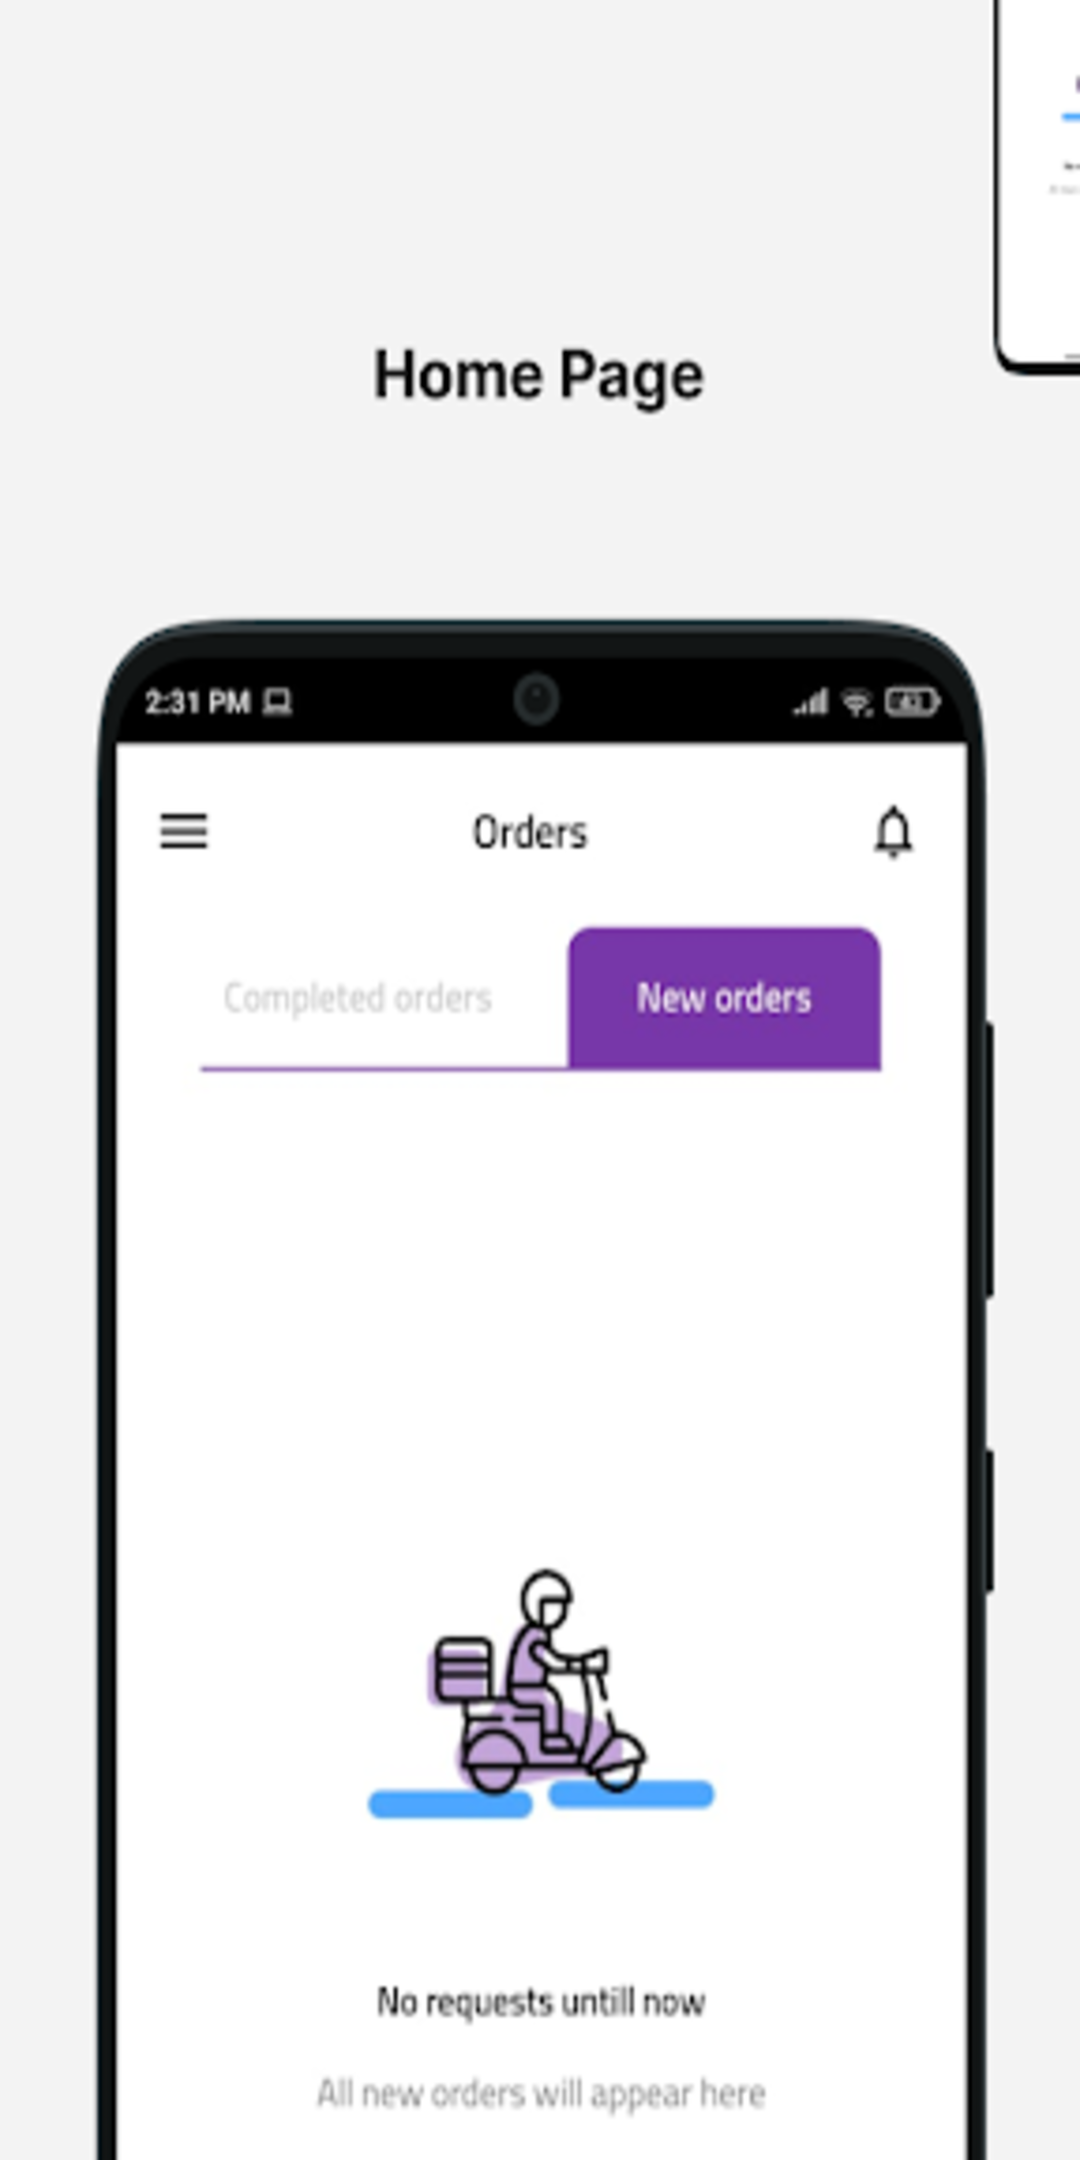 Home Page
2:31 PM
Orders
Completed orders
New orders
No requests untill now
All new orders will appear here